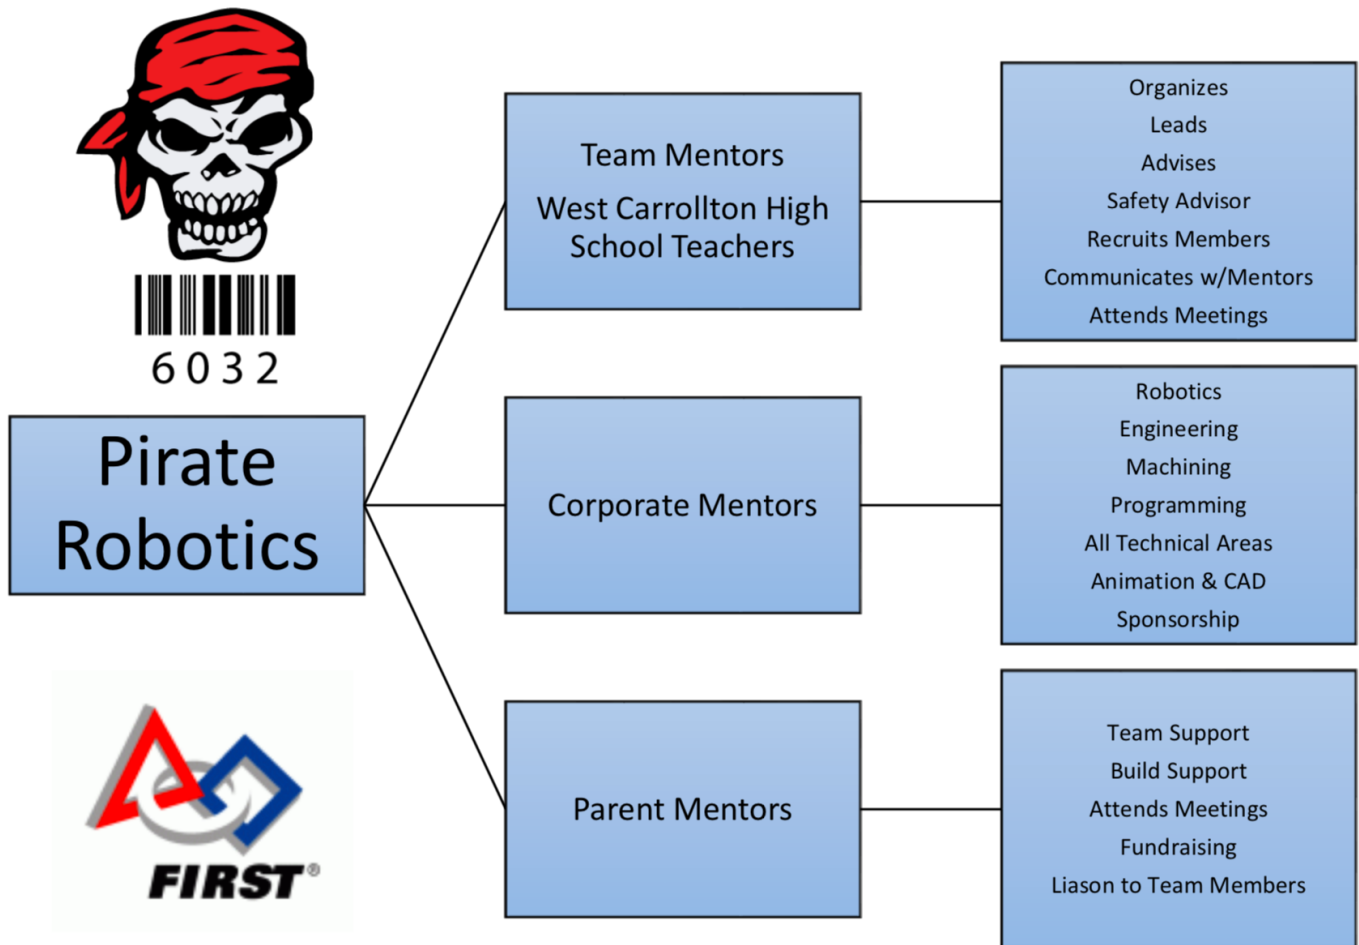 6032
Pirate
Robotics
FIRST®
Team Mentors
West Carrollton High
School Teachers
Organizes
Leads
Advises
Safety Advisor
Recruits Members
Communicates w/Mentors
Attends Meetings
Corporate Mentors
Robotics
Engineering
Machining
Programming
All Technical Areas
Animation & CAD
Sponsorship
Parent Mentors
Team Support
Build Support
Attends Meetings
Fundraising
Liason to Team Members